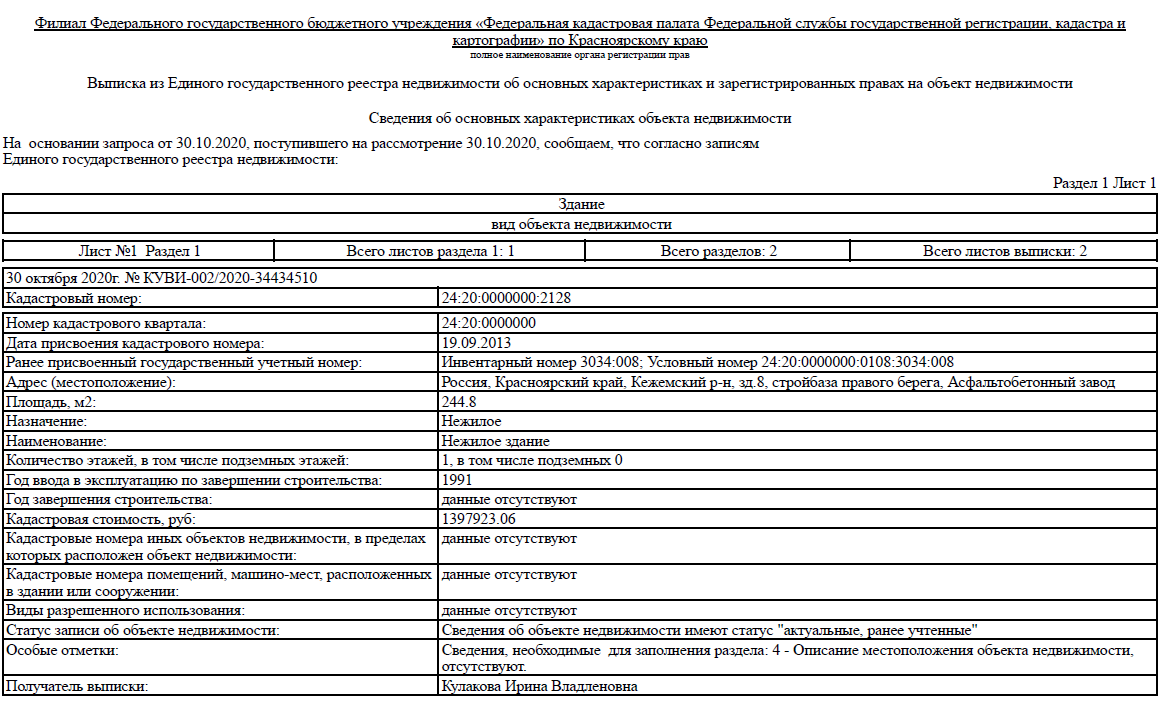 Филиал Федерального государственного бюджетного учреждения «Федеральная кадастровая палата Федеральной службы государственной регистрации, кадастра и
картографии» по Красноярскому краю
полное наименование органа регистрации прав
Выписка из Единого государственного реестра недвижимости об основных характеристиках и зарегистрированных правах на объект недвижимости
Сведения об основных характеристиках объекта недвижимости
На основании запроса от 30.10.2020, поступившего на рассмотрение 30.10.2020, сообщаем, что согласно записям
Единого государственного реестра недвижимости:
Раздел 1 Лист 1
Здание
вид объекта недвижимости
Лист №1 Раздел 1 Всего листов раздела 1: 1 Всего разделов: 2 Всего листов выписки: 2
30 октября 2020г. № КУВИ-002/2020-34434510
Кадастровый номер: 24:20:0000000:2128
Номер кадастрового квартала: 24:20:0000000
Дата присвоения кадастрового номера: 19.09.2013
Ранее присвоенный государственный учетный номер: Инвентарный номер 3034:008; Условный номер 24:20:0000000:0108:3034:008
Адрес (местоположение): Россия, Красноярский край, Кежемский р-н, зд.8, стройбаза правого берега, Асфальтобетонный завод
Площадь, м2: 244.8
Назначение: Нежилое
Наименование: Нежилое здание
Количество этажей, в том числе подземных этажей: 1, в том числе подземных 0
Год ввода в эксплуатацию по завершении строительства: 1991
Год завершения строительства: данные отсутствуют
Кадастровая стоимость, руб: 1397923.06
Кадастровые номера иных объектов недвижимости, в пределах данные отсутствуют
которых расположен объект недвижимости:
Кадастровые номера помещений, машино-мест, расположенных данные отсутствуют
в здании или сооружении:
Виды разрешенного использования: данные отсутствуют
Статус записи об объекте недвижимости: Сведения об объекте недвижимости имеют статус "актуальные, ранее учтенные"
Особые отметки: Сведения, необходимые для заполнения раздела: 4 - Описание местоположения объекта недвижимости,
отсутствуют.
Получатель выписки: Кулакова Ирина Владленовна